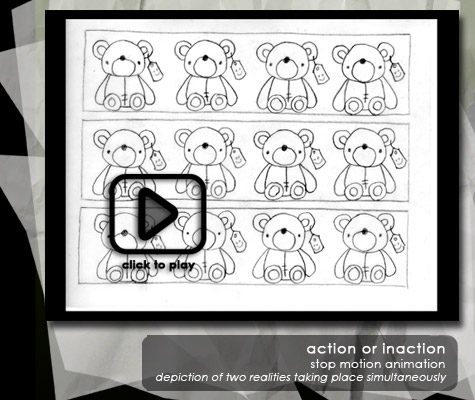 click to play
action or inaction
stop motion animation
depiction of two realities taking place simultaneously